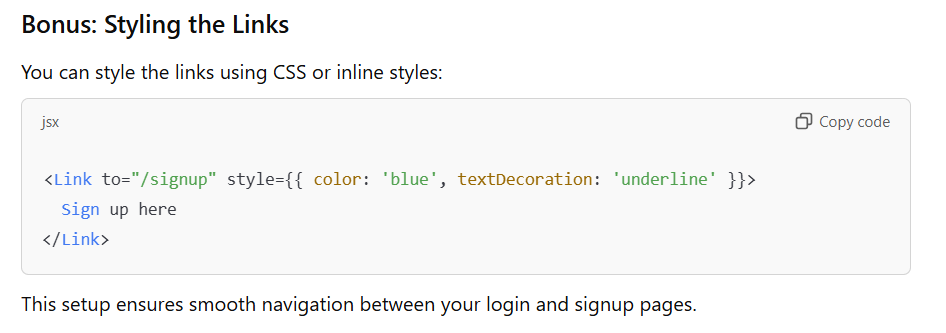 Bonus: Styling the Links
You can style the links using CSS or inline styles:
jsx
Copy code
<Link to="/signup" style={{ color: 'blue', textDecoration: 'underline' }}>
  Sign up here
</Link>
This setup ensures smooth navigation between your login and signup pages.